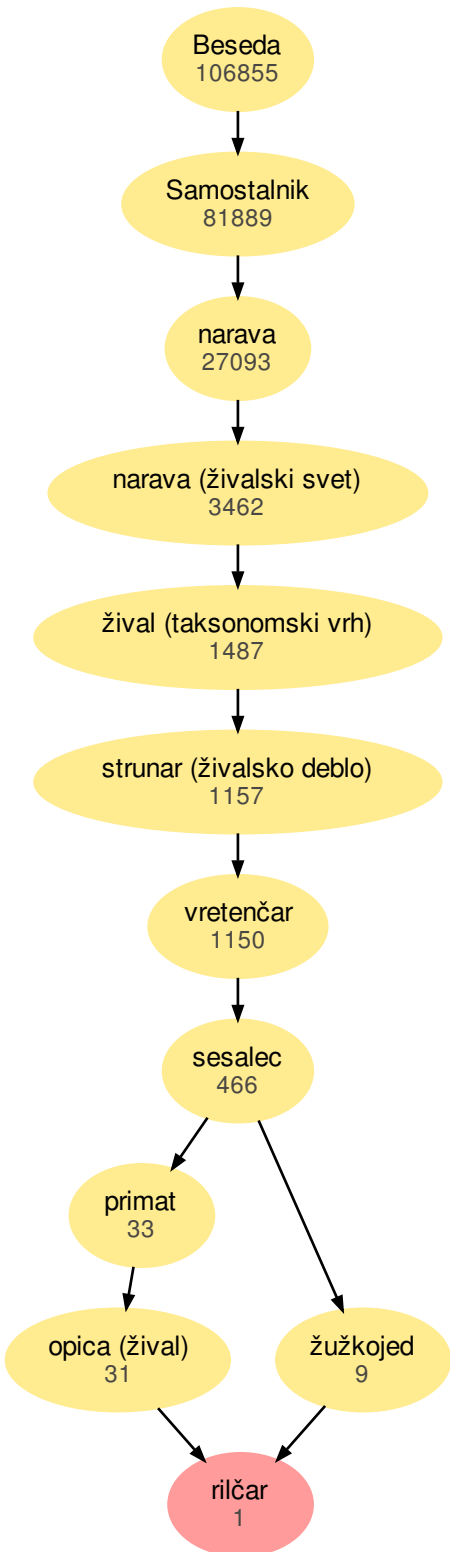 Beseda
106855
Samostalnik
81889
narava
27093
narava (živalski svet)
3462
žival (taksonomski vrh)
1487
strunar (živalsko deblo)
1157
vretenčar
1150
sesalec
466
primat
33
opica (žival)
31
žužkojed
9
rilčar
1